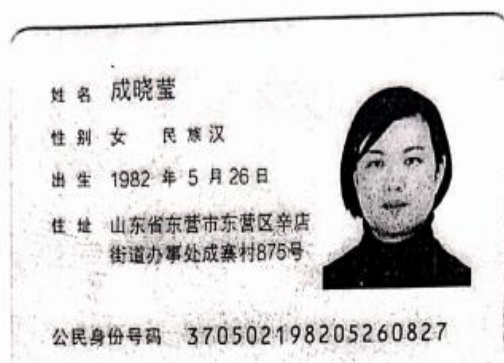 姓名 成晓莹
性别 女 民族 汉
出生 1982 年 5 月 26 日
住址 山东省东营市东营区辛店
街道办事处成寨村875号
公民身份号码 370502198205260827